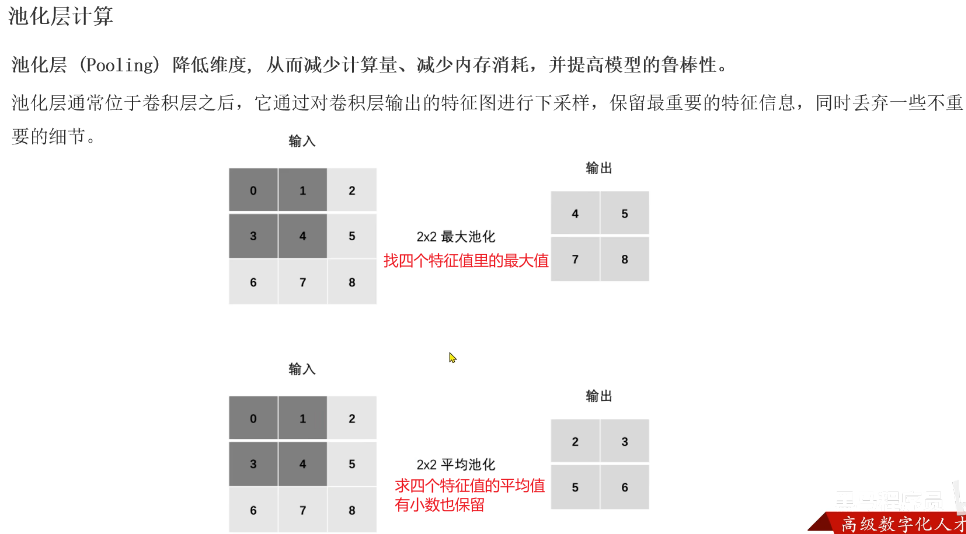 池化层计算
池化层 (Pooling) 降低维度, 从而减少计算量、减少内存消耗，并提高模型的鲁棒性。
池化层通常位于卷积层之后，它通过对卷积层输出的特征图进行下采样，保留最重要的特征信息，同时丢弃一些不重
要的细节。
输入
输出
0 1 2
3 4 5
6 7 8
2x2 最大池化
找四个特征值里的最大值
4 5
7 8
输入
输出
0 1 2
3 4 5
6 7 8
2x2 平均池化
求四个特征值的平均值
有小数也保留
2 3
5 6
高级数字化人才